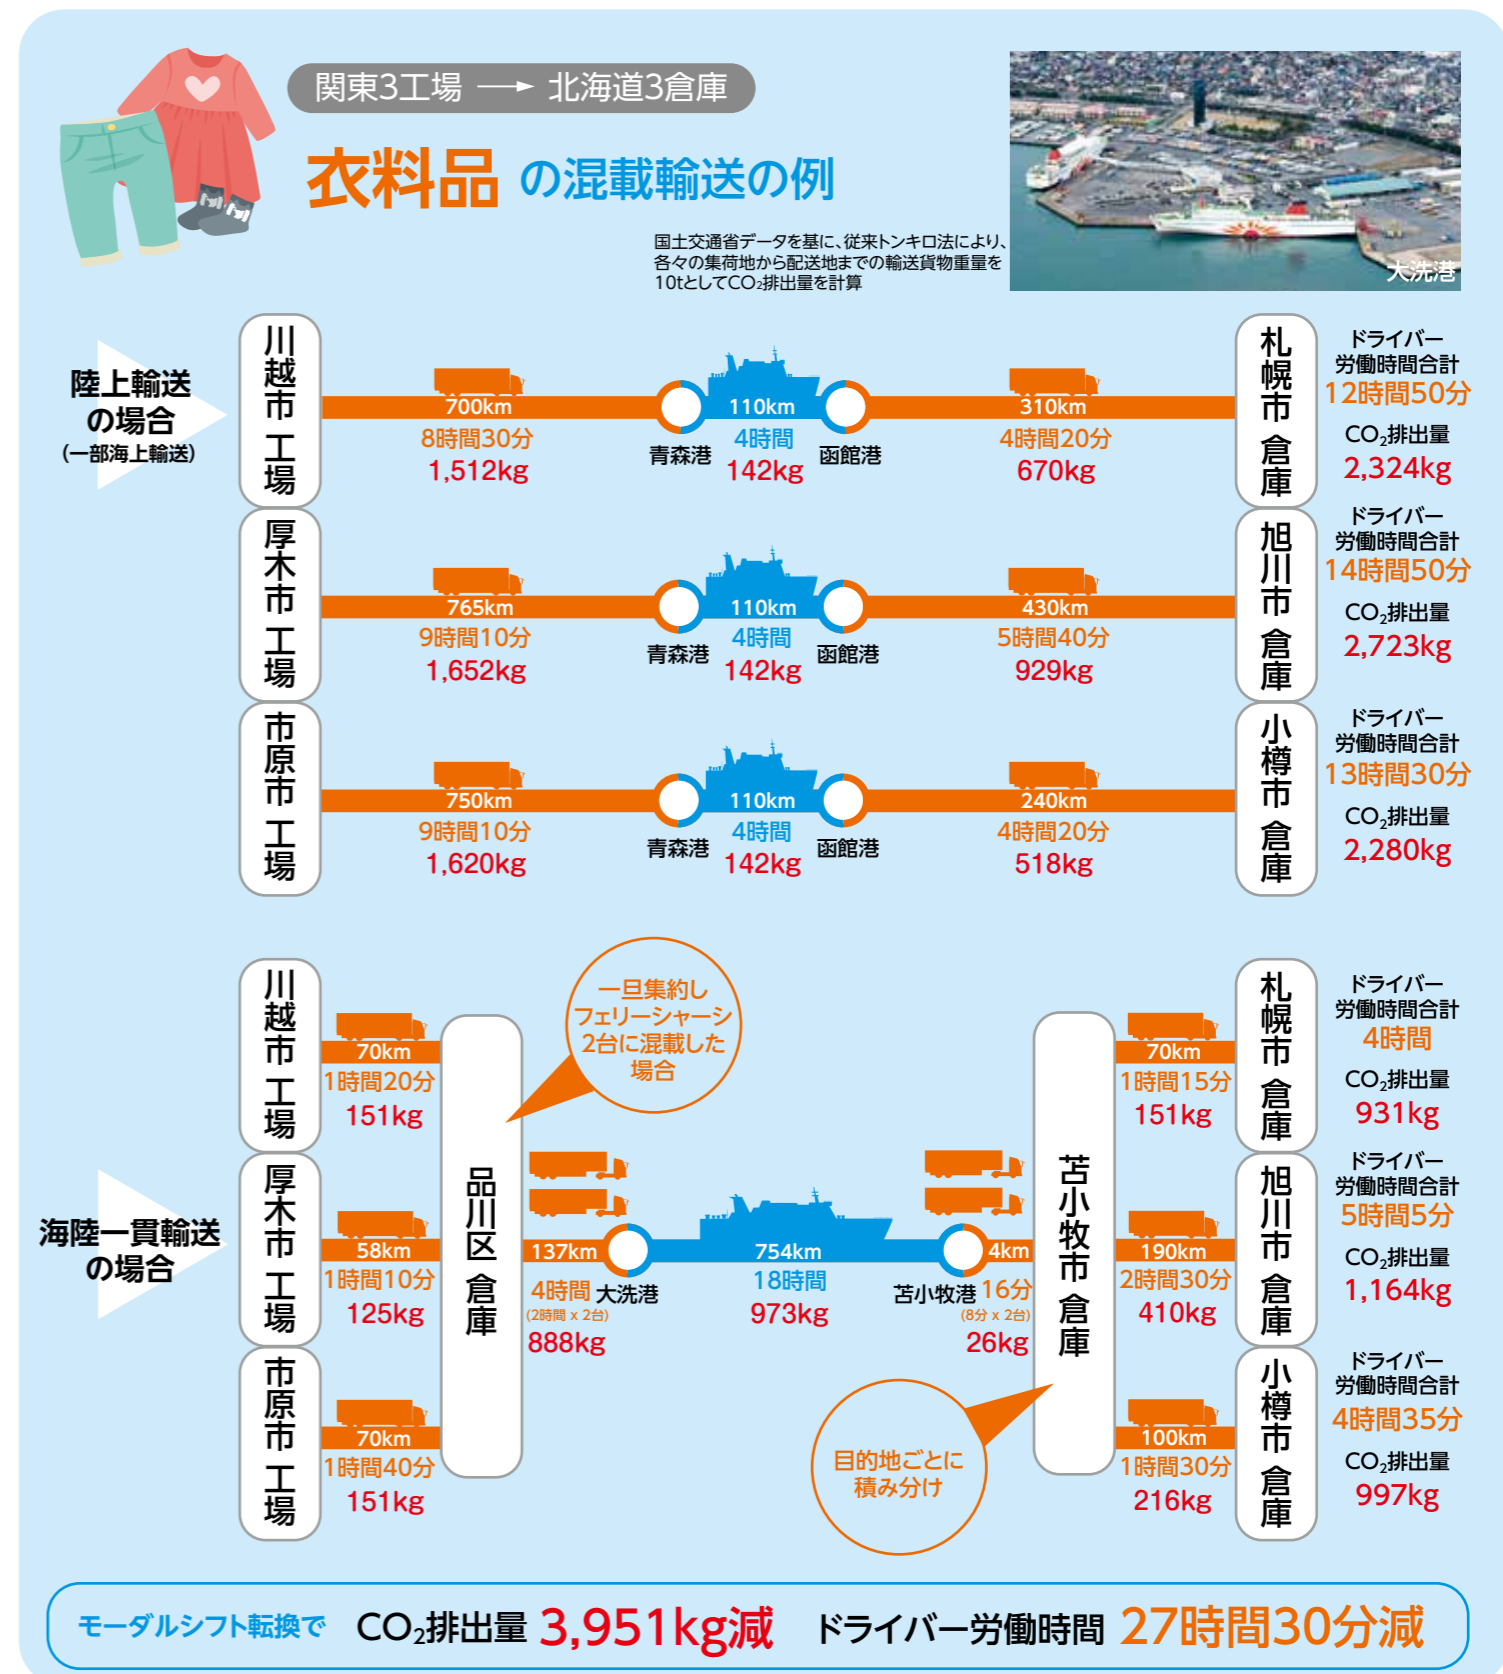 関東3工場 → 北海道3倉庫
衣料品 の混載輸送の例
国土交通省データを基に、従来トンキロ法により、
各々の集荷地から配送地までの輸送貨物重量を
10tとしてCO₂排出量を計算
大洗港
陸上輸送
の場合
(一部海上輸送)
川越市 工場
700km
8時間30分
1,512kg
青森港
110km
4時間
142kg
函館港
310km
4時間20分
670kg
札幌市 倉庫
ドライバー
労働時間合計
12時間50分
CO₂排出量
2,324kg
厚木市 工場
765km
9時間10分
1,652kg
青森港
110km
4時間
142kg
函館港
430km
5時間40分
929kg
旭川市 倉庫
ドライバー
労働時間合計
14時間50分
CO₂排出量
2,723kg
市原市 工場
750km
9時間10分
1,620kg
青森港
110km
4時間
142kg
函館港
240km
4時間20分
518kg
小樽市 倉庫
ドライバー
労働時間合計
13時間30分
CO₂排出量
2,280kg
海陸一貫輸送
の場合
川越市 工場
70km
1時間20分
151kg
厚木市 工場
58km
1時間10分
125kg
市原市 工場
70km
1時間40分
151kg
品川区 倉庫
一旦集約し
フェリーシャーシ
2台に混載した
場合
137km
4時間
(2時間 x 2台)
888kg
大洗港
754km
18時間
973kg
苫小牧港
4km
16分
(8分 x 2台)
26kg
苫小牧市 倉庫
目的地ごとに
積み分け
70km
1時間15分
151kg
札幌市 倉庫
ドライバー
労働時間合計
4時間
CO₂排出量
931kg
190km
2時間30分
410kg
旭川市 倉庫
ドライバー
労働時間合計
5時間5分
CO₂排出量
1,164kg
100km
1時間30分
216kg
小樽市 倉庫
ドライバー
労働時間合計
4時間35分
CO₂排出量
997kg
モーダルシフト転換で CO₂排出量 3,951kg減 ドライバー労働時間 27時間30分減